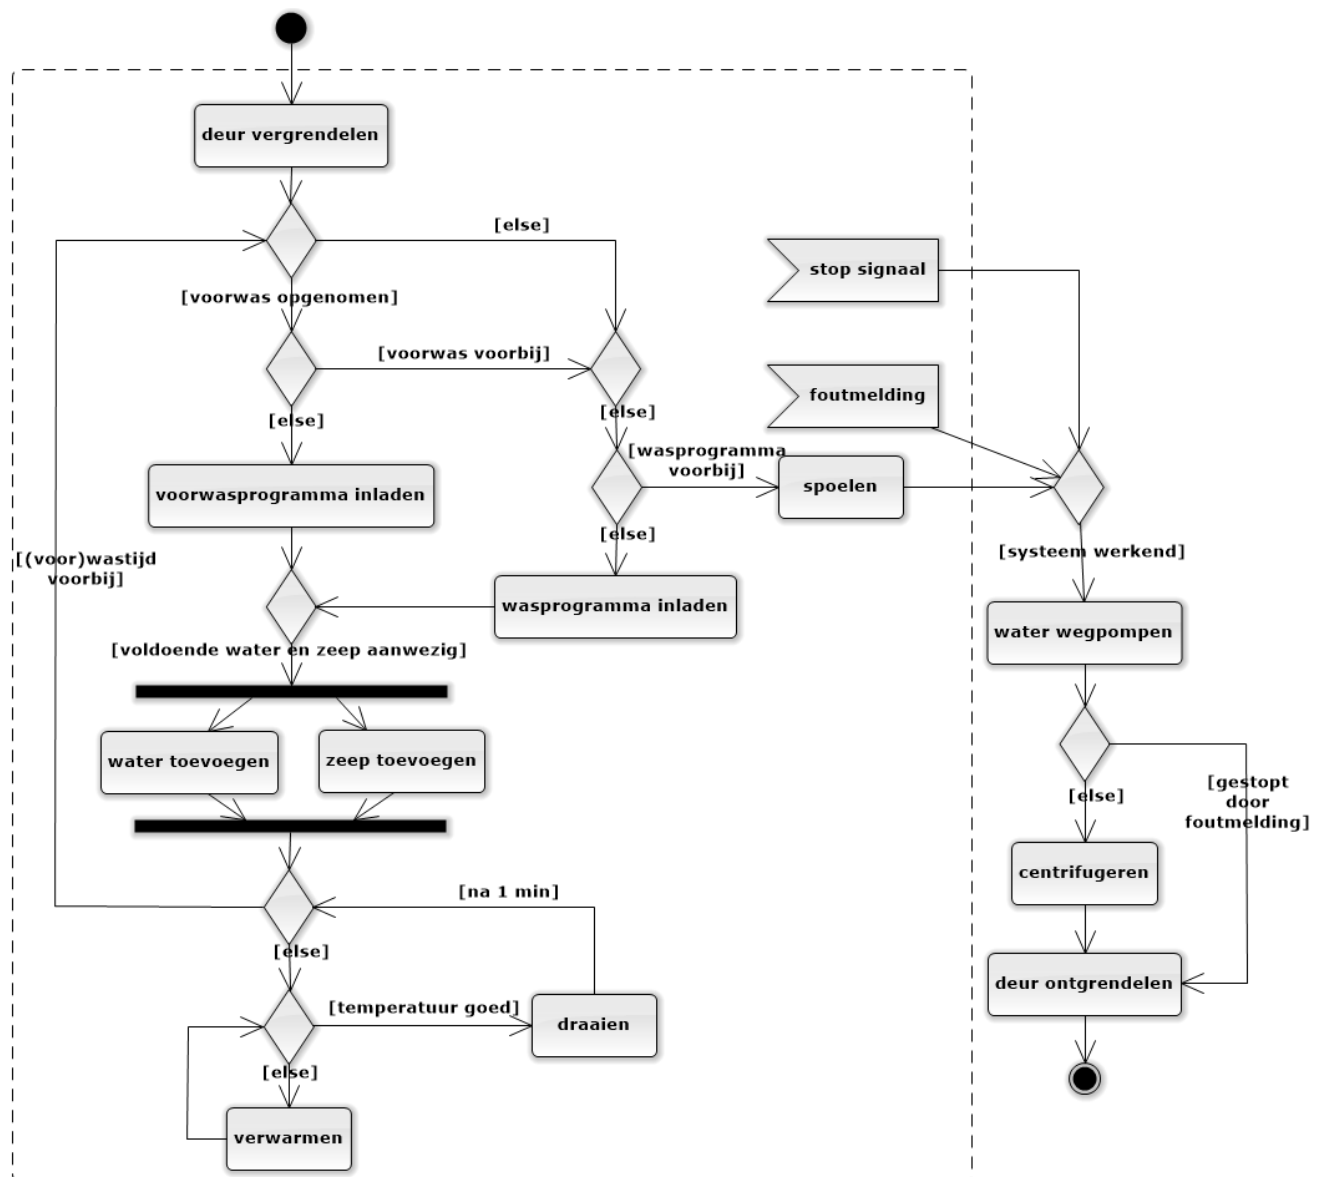 deur vergrendelen
[else]
stop signaal
[voorwas opgenomen]
[voorwas voorbij]
foutmelding
[else]
[else]
[wasprogramma
voorbij]
spoelen
voorwasprogramma inladen
[else]
[systeem werkend]
[(voor)wastijd
voorbij]
wasprogramma inladen
water wegpompen
[voldoende water en zeep aanwezig]
water toevoegen
zeep toevoegen
[else]
[gestopt
door
foutmelding]
centrifugeren
[na 1 min]
[else]
deur ontgrendelen
[temperatuur goed]
draaien
[else]
verwarmen